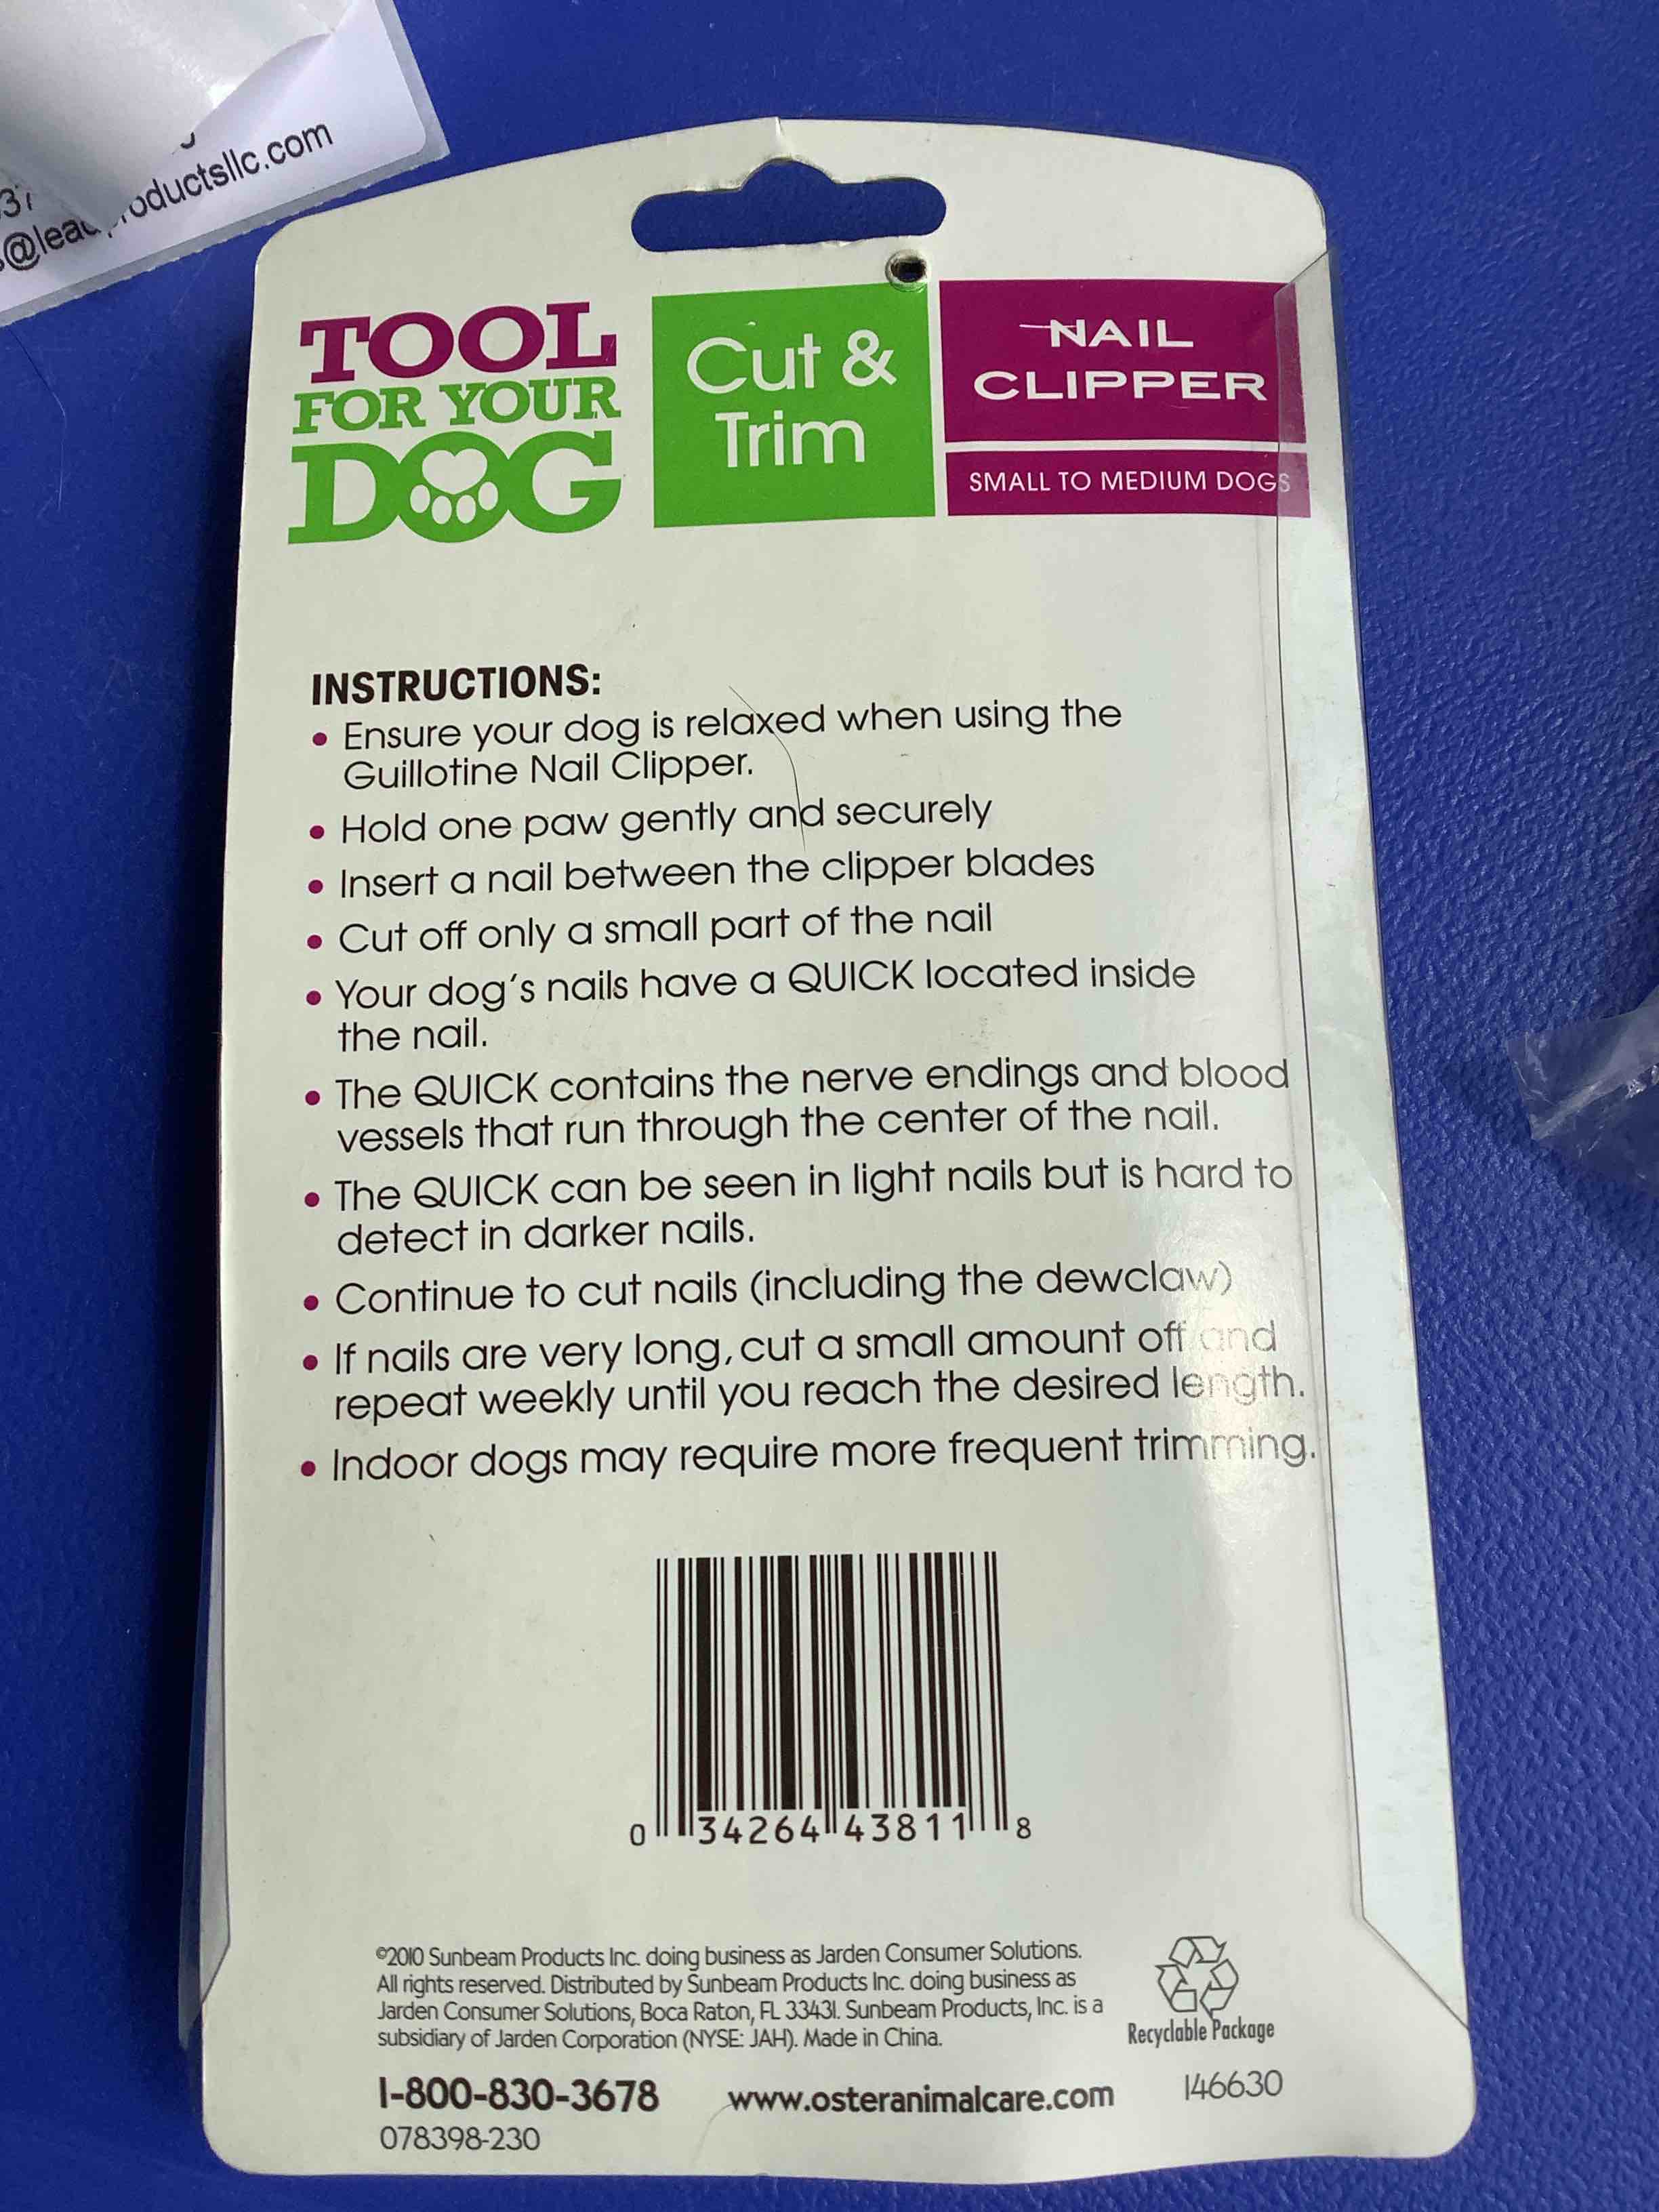 oductsllc.com
TOOL
FOR YOUR
DOG
Cut &
Trim
NAIL
CLIPPER
SMALL TO MEDIUM DOGS
INSTRUCTIONS:
• Ensure your dog is relaxed when using the
Guillotine Nail Clipper.
• Hold one paw gently and securely
• Insert a nail between the clipper blades
• Cut off only a small part of the nail
• Your dog's nails have a QUICK located inside
the nail.
• The QUICK contains the nerve endings and blood
vessels that run through the center of the nail.
• The QUICK can be seen in light nails but is hard to
detect in darker nails.
• Continue to cut nails (including the dewclaw)
• If nails are very long, cut a small amount off and
repeat weekly until you reach the desired length.
• Indoor dogs may require more frequent trimming.
0 34264 43811 8
©2010 Sunbeam Products Inc. doing business as Jarden Consumer Solutions.
All rights reserved. Distributed by Sunbeam Products Inc. doing business as
Jarden Consumer Solutions, Boca Raton, FL 33431. Sunbeam Products, Inc. is a
subsidiary of Jarden Corporation (NYSE: JAH). Made in China.
Recyclable Package
1-800-830-3678 www.osteranimalcare.com 146630
078398-230